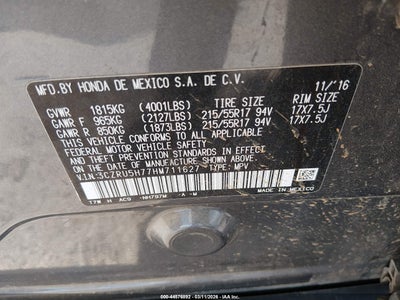 MFD.BY HONDA DE MEXICO S.A. DE C.V. 11/'16
GVWR 1815KG (4001LBS) TIRE SIZE RIM SIZE
GAWR F 965KG (2127LBS) 215/55R17 94V 17X7.5J
GAWR R 850KG (1873LBS) 215/55R17 94V 17X7.5J
THIS VEHICLE CONFORMS TO ALL APPLICABLE FEDERAL
MOTOR VEHICLE SAFETY AND THEFT PREVENTION
STANDARDS IN EFFECT ON THE DATE OF
MANUFACTURE SHOWN ABOVE.
V.I.N:3CZRU5H77HM711627 TYPE: MPV
MADE IN MEXICO
T7W H AC9 NH797M A M